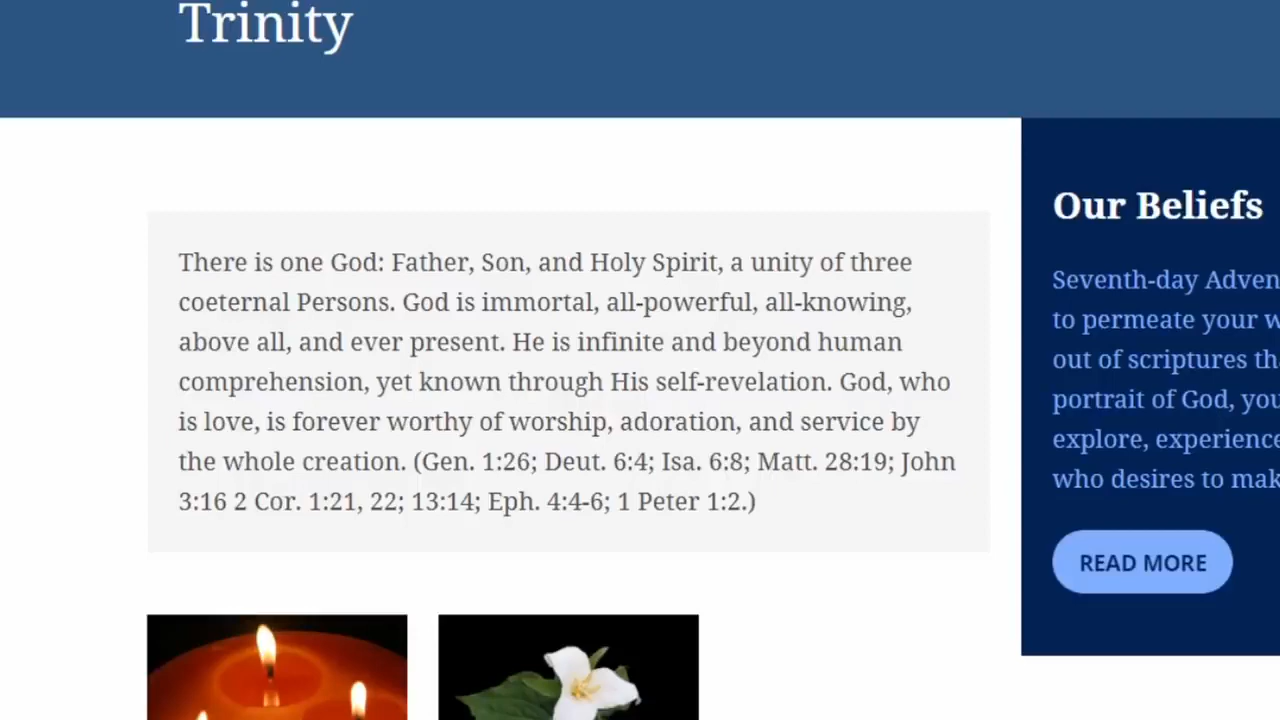 Trinity
There is one God: Father, Son, and Holy Spirit, a unity of three
coeternal Persons. God is immortal, all-powerful, all-knowing,
above all, and ever present. He is infinite and beyond human
comprehension, yet known through His self-revelation. God, who
is love, is forever worthy of worship, adoration, and service by
the whole creation. (Gen. 1:26; Deut. 6:4; Isa. 6:8; Matt. 28:19; John
3:16 2 Cor. 1:21, 22; 13:14; Eph. 4:4-6; 1 Peter 1:2.)
Our Beliefs
Seventh-day
to permeate your
out of scriptures
portrait of God,
explore,
who desires to
READ MORE